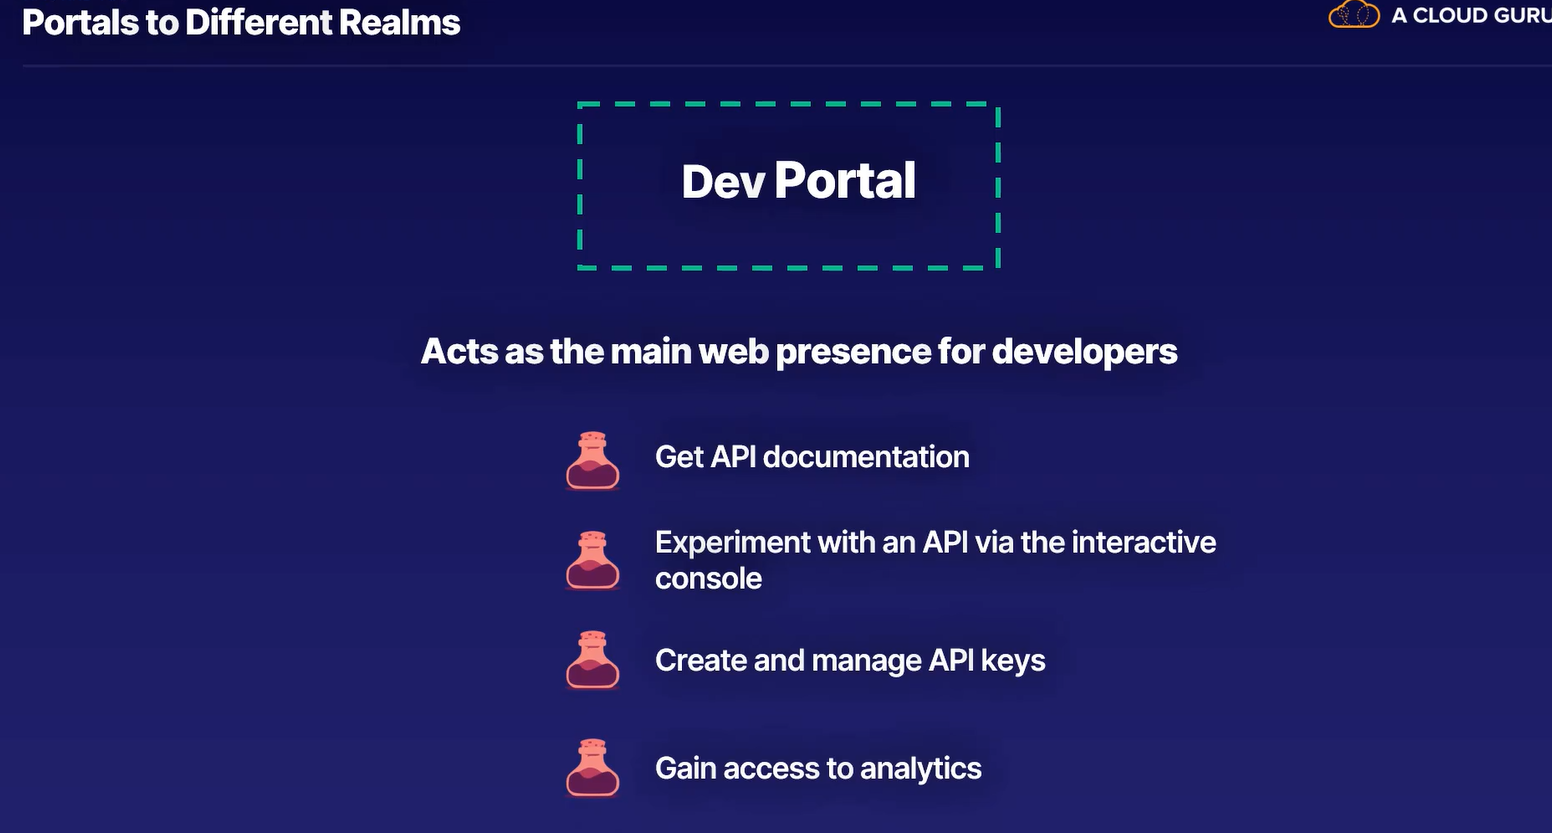 Portals to Different Realms
A CLOUD GURU
Dev Portal
Acts as the main web presence for developers
Get API documentation
Experiment with an API via the interactive
console
Create and manage API keys
Gain access to analytics